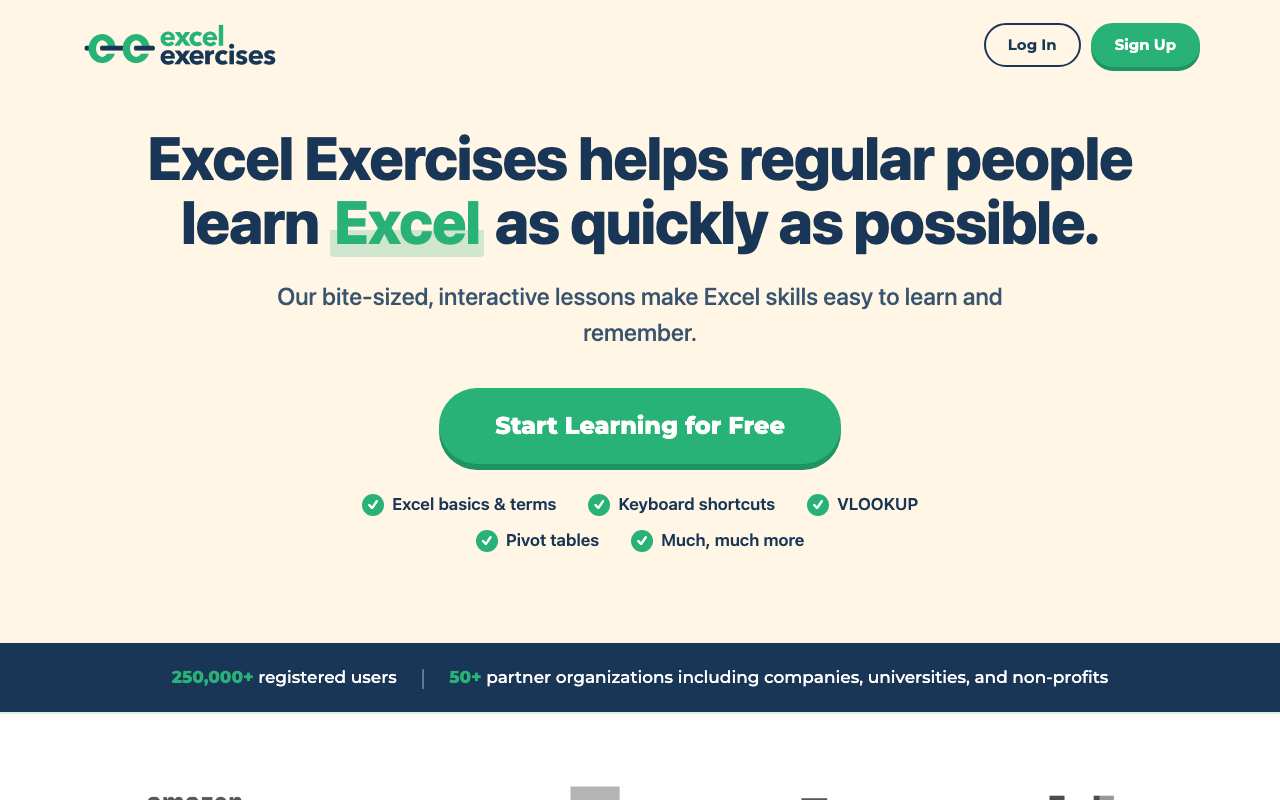 excel
exercises
Log In
Sign Up
Excel Exercises helps regular people
learn Excel as quickly as possible.
Our bite-sized, interactive lessons make Excel skills easy to learn and
remember.
Start Learning for Free
Excel basics & terms
Keyboard shortcuts
VLOOKUP
Pivot tables
Much, much more
250,000+ registered users | 50+ partner organizations including companies, universities, and non-profits
amazon